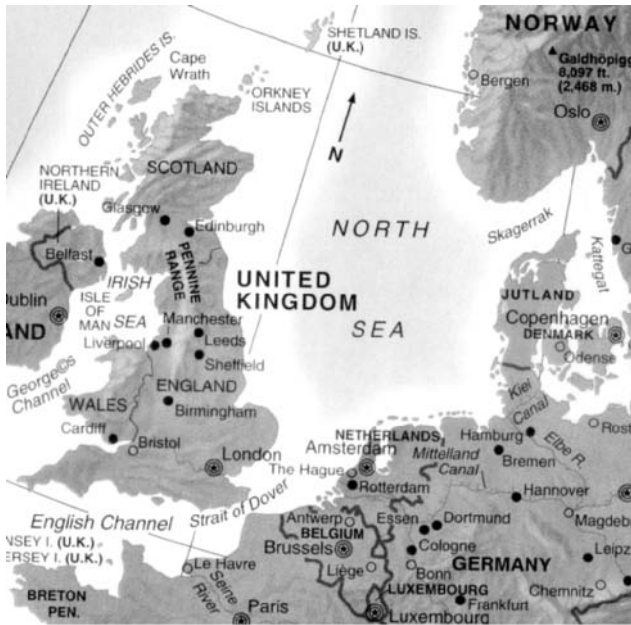 NORWAY
SHETLAND IS.
(U.K.)
Galdhöpigg
8,097 ft.
(2,468 m.)
Cape
Wrath
Bergen
OUTER HEBRIDES IS.
ORKNEY
ISLANDS
Oslo
N
SCOTLAND
NORTHERN
IRELAND
(U.K.)
Glasgow
Edinburgh
NORTH
Skagerrak
Kattegat
G
Belfast
PENNINE
RANGE
IRISH
SEA
UNITED
KINGDOM
JUTLAND
ISLE
OF
MAN
Dublin
AND
SEA
Manchester
Leeds
Liverpool
Sheffield
Copenhagen
DENMARK
Odense
George©s
Channel
ENGLAND
WALES
Birmingham
Kiel
Canal
Cardiff
Bristol
London
NETHERLANDS
Amsterdam
Hamburg
Elbe R.
Rost
Mittelland
Canal
Bremen
The Hague
Rotterdam
Hannover
English Channel
Strait of Dover
Antwerp
Essen
Dortmund
Magdeb
NSEY I. (U.K.)
ERSEY I. (U.K.)
BELGIUM
Brussels
Cologne
Le Havre
Liège
Bonn
GERMANY
Leipz
BRETON
PEN.
Seine
River
Paris
LUXEMBOURG
Luxembourg
Frankfurt
Chemnitz